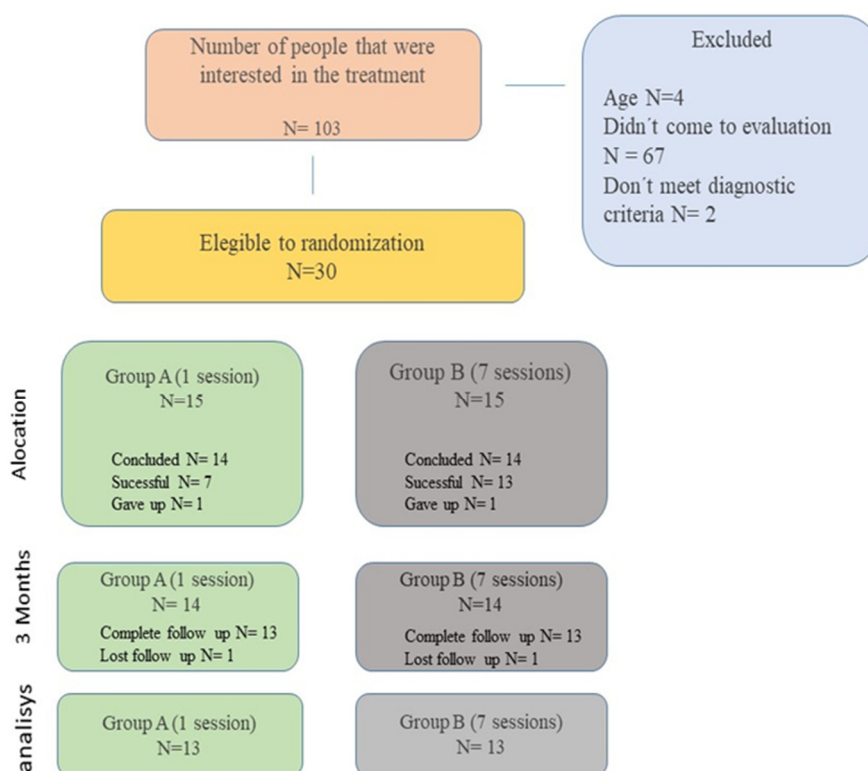 Number of people that were
interested in the treatment
N= 103
Excluded
Age N=4
Didn´t come to evaluation
N = 67
Don´t meet diagnostic
criteria N= 2
Elegible to randomization
N=30
Alocation
Group A (1 session)
N=15
Concluded N= 14
Sucessful N= 7
Gave up N= 1
Group B (7 sessions)
N=15
Concluded N= 14
Sucessful N= 13
Gave up N= 1
3 Months
Group A (1 session)
N= 14
Complete follow up N= 13
Lost follow up N= 1
Group B (7 sessions)
N=14
Complete follow up N= 13
Lost follow up N= 1
analisys
Group A (1 session)
N=13
Group B (7 sessions)
N= 13